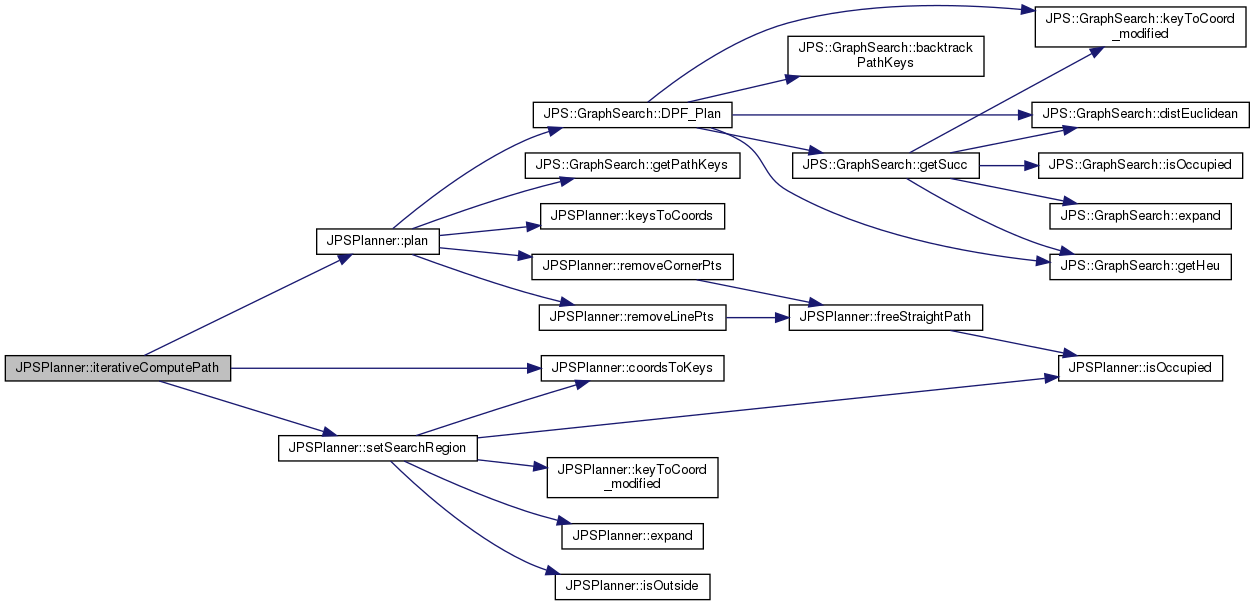 JPS::GraphSearch::keyToCoord
_modified
JPS::GraphSearch::backtrack
PathKeys
JPS::GraphSearch::DPF_Plan
JPS::GraphSearch::distEuclidean
JPS::GraphSearch::getPathKeys
JPS::GraphSearch::getSucc
JPS::GraphSearch::isOccupied
JPSPlanner::keysToCoords
JPS::GraphSearch::expand
JPSPlanner::plan
JPSPlanner::removeCornerPts
JPS::GraphSearch::getHeu
JPSPlanner::removeLinePts
JPSPlanner::freeStraightPath
JPSPlanner::iterativeComputePath
JPSPlanner::coordsToKeys
JPSPlanner::isOccupied
JPSPlanner::setSearchRegion
JPSPlanner::keyToCoord
_modified
JPSPlanner::expand
JPSPlanner::isOutside